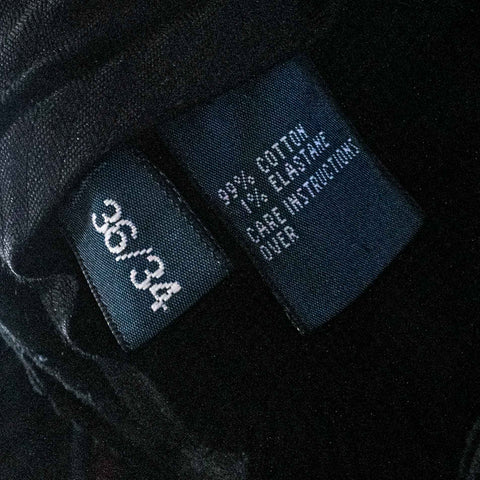 36/34
99% COTTON
1% ELASTANE
CARE INSTRUCTIONS
OVER